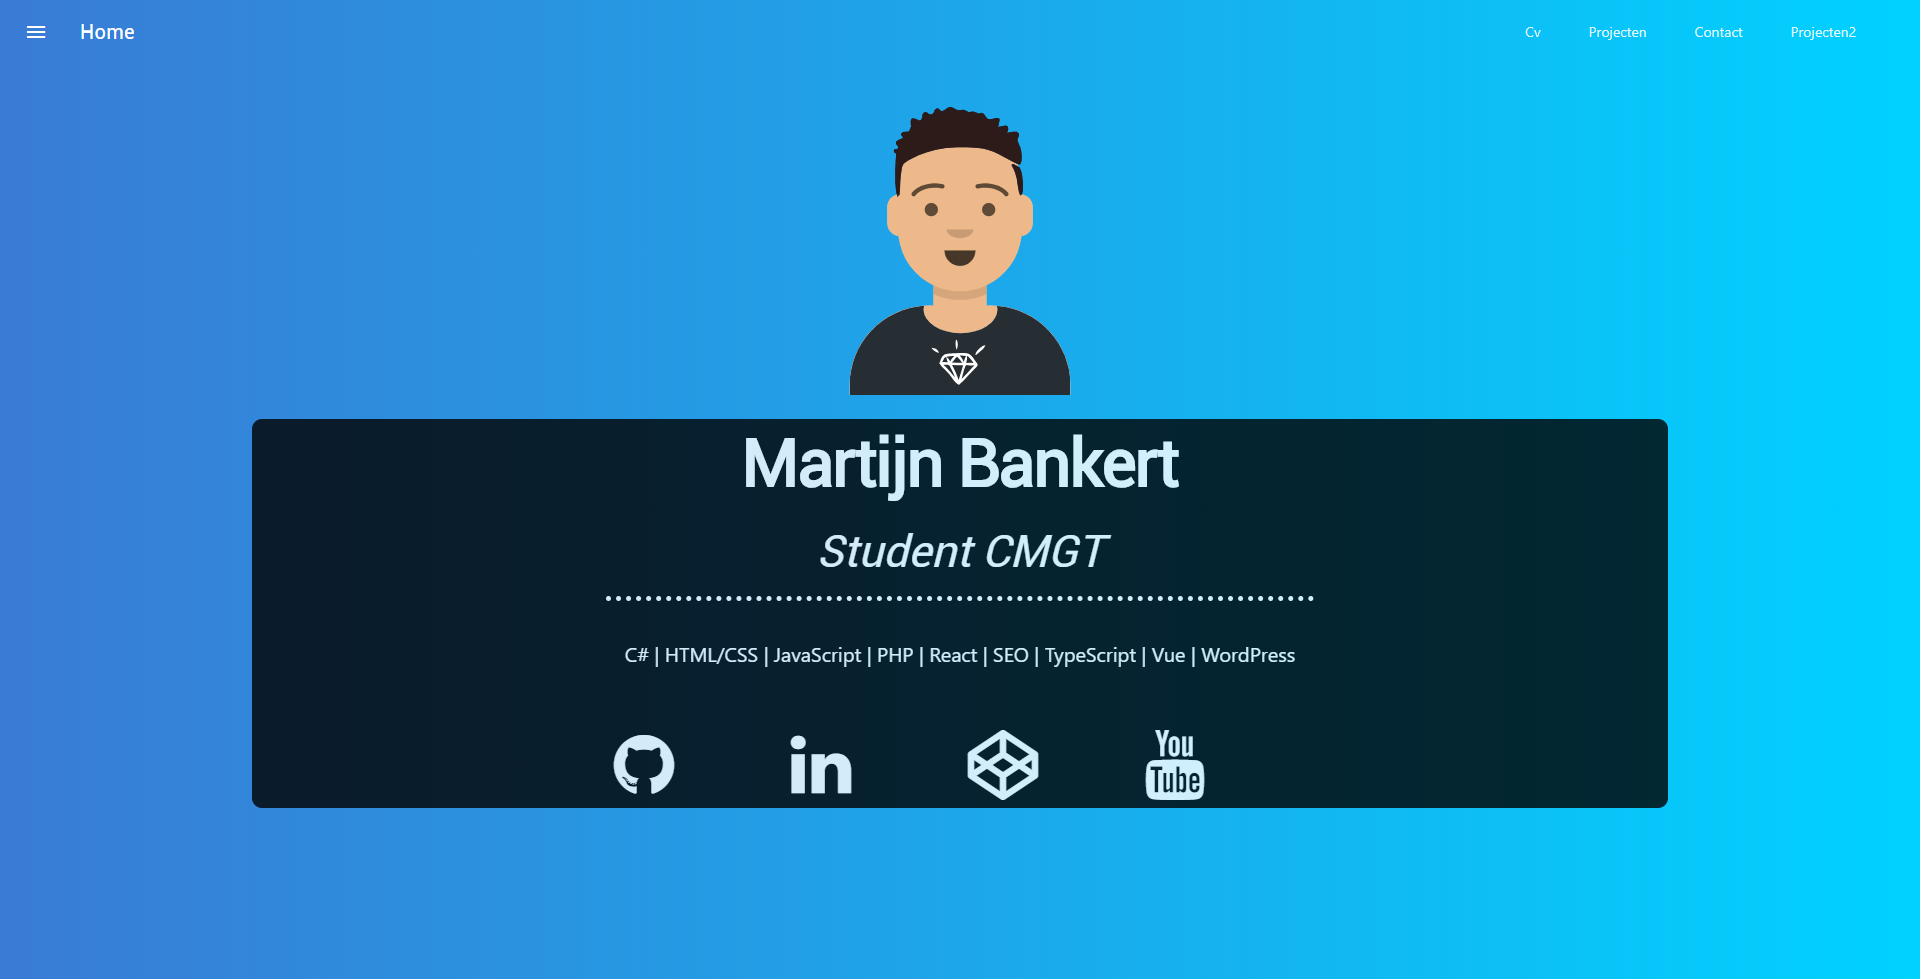 Home
Cv
Projecten
Contact
Projecten2
Martijn Bankert
Student CMGT
C# | HTML/CSS | JavaScript | PHP | React | SEO | TypeScript | Vue | WordPress
in
You
Tube